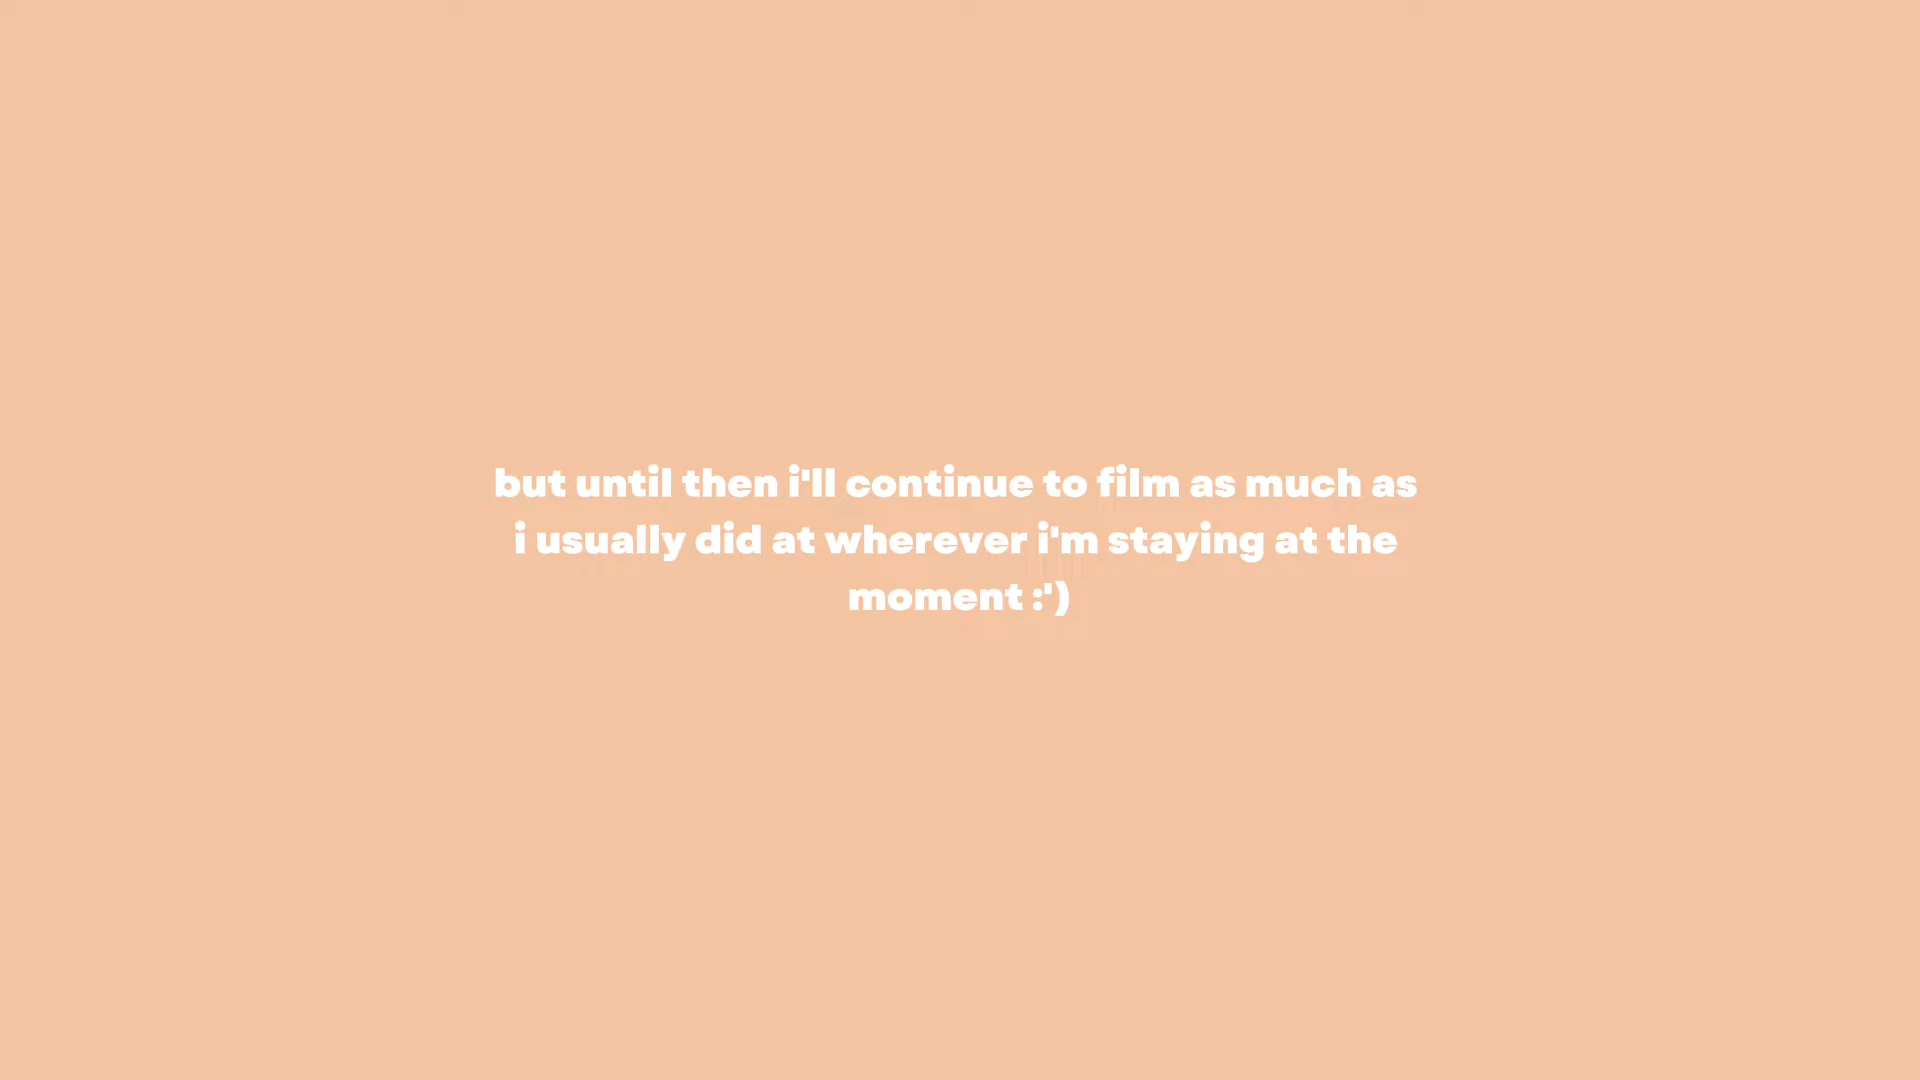 but until then i'll continue to film as much as
i usually did at wherever i'm staying at the
moment :')